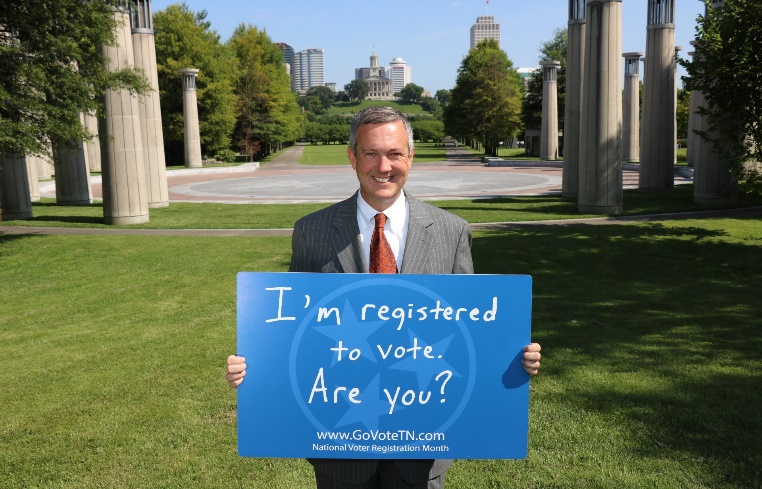 I'm registered
to vote.
Are you?
www.GoVoteTN.com
National Voter Registration Month